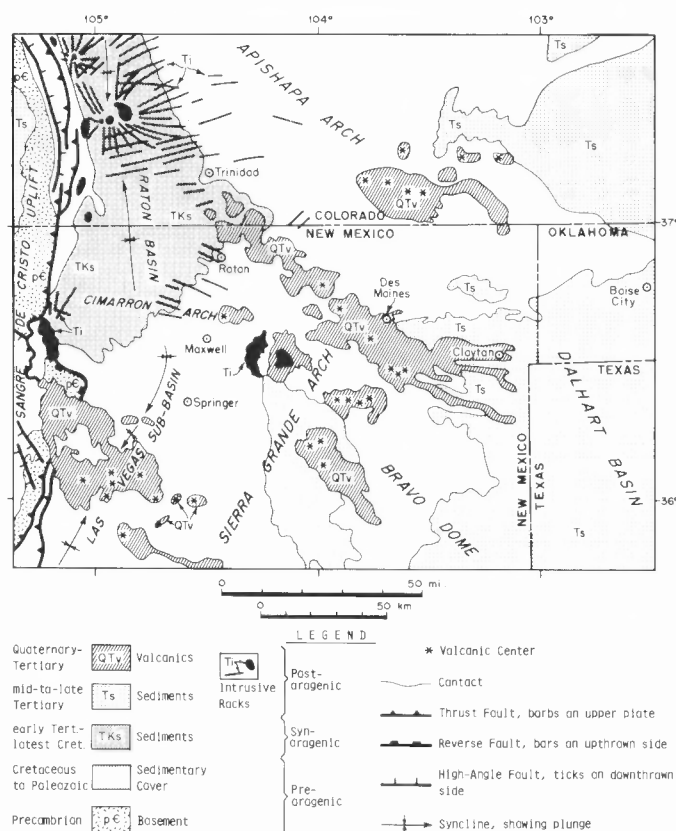 105°
104°
103°
Ts
p€
Ti
APISHAPA ARCH
Ts
Ts
Trinidad
QTv
RATON BASIN
TKs
COLORADO
NEW MEXICO
37°
OKLAHOMA
SANGRE DE CRISTO UPLIFT
p€
TKs
Raton
QTv
Ts
Boise
City
CIMARRON ARCH
Des
Moines
QTv
Ts
Ti
Maxwell
Clayton
TEXAS
Ti
p€
Ts
QTv
Springer
DALHART BASIN
LAS VEGAS SUB-BASIN
SIERRA GRANDE ARCH
QTv
BRAVO DOME
NEW MEXICO
TEXAS
36°
QTv
Ts
0 50 mi.
0 50 km
LEGEND
Quaternary-
Tertiary
QTv
Volcanics
Ti
Intrusive
Rocks
Post-
orogenic
Volcanic Center
mid-to-late
Tertiary
Ts
Sediments
Contact
Thrust Fault, barbs on upper plate
early Tert.-
latest Cret.
TKs
Sediments
Syn-
orogenic
Reverse Fault, bars on upthrown side
Cretaceous
to Paleozoic
Sedimentary
Cover
Pre-
orogenic
High-Angle Fault, ticks on downthrown
side
Precambrian
p€
Basement
Syncline, showing plunge